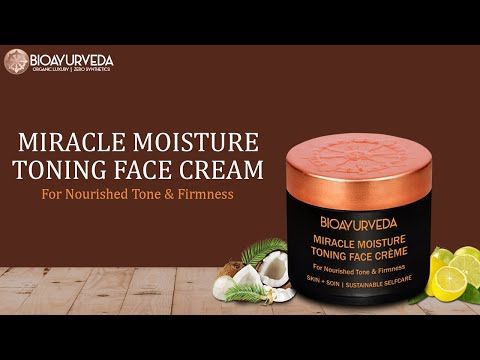 BIOAYURVEDA
ORGANIC LUXURY | ZERO SYNTHETICS
MIRACLE MOISTURE
TONING FACE CREAM
For Nourished Tone & Firmness
BIOAYURVEDA
MIRACLE MOISTURE
TONING FACE CRÈME
For Nourished Tone & Firmness
SKIN • SOIN | SUSTAINABLE SELFCARE